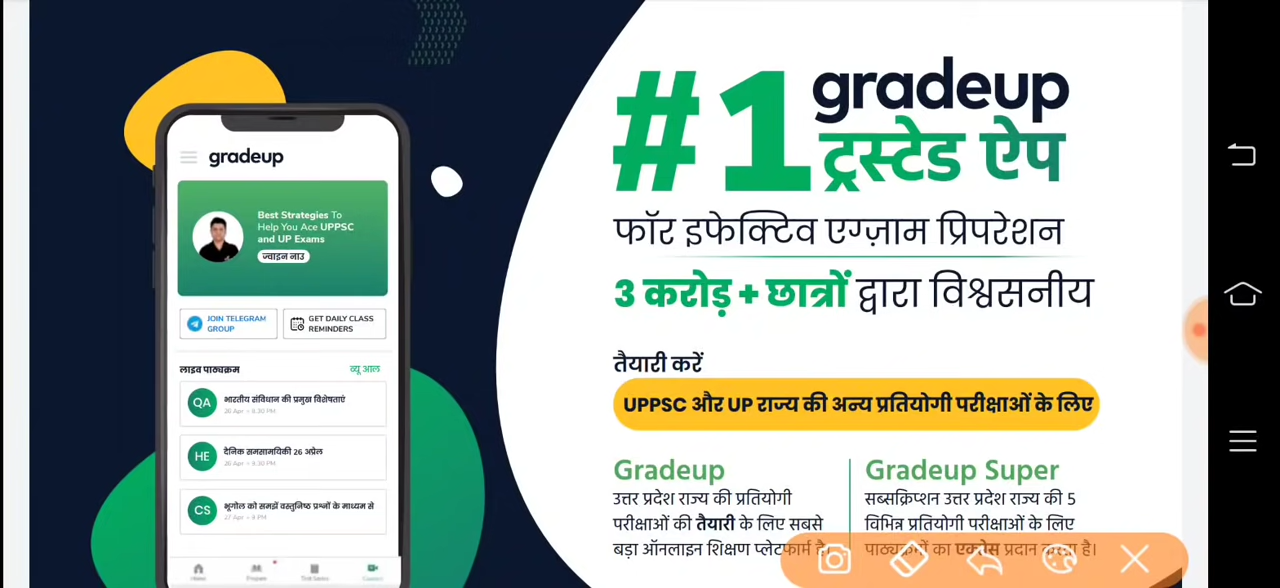 gradeup
Best Strategies To
Help You Ace UPPSC
and UP Exams
ज्वाइन नाउ
JOIN TELEGRAM
GROUP
GET DAILY CLASS
REMINDERS
लाइव पाठ्यक्रम
व्यू आल
QA
भारतीय संविधान की प्रमुख विशेषताएं
HE
दैनिक समसामयिकी 26 अप्रैल
CS
भूगोल को समझें वस्तुनिष्ठ प्रश्नों के माध्यम से
27 Apr • 4 PM
#1 gradeup
ट्रस्टेड ऐप
फॉर इफेक्टिव एग्ज़ाम प्रिपरेशन
3 करोड़ + छात्रों द्वारा विश्वसनीय
तैयारी करें
UPPSC और UP राज्य की अन्य प्रतियोगी परीक्षाओं के लिए
Gradeup
उत्तर प्रदेश राज्य की प्रतियोगी
परीक्षाओं की तैयारी के लिए सबसे
बड़ा ऑनलाइन शिक्षण प्लेटफार्म है।
Gradeup Super
सब्सक्रिप्शन उत्तर प्रदेश राज्य की 5
विभिन्न प्रतियोगी परीक्षाओं के लिए
पाठ्यक्रमों का एक्सेस प्रदान करता है।